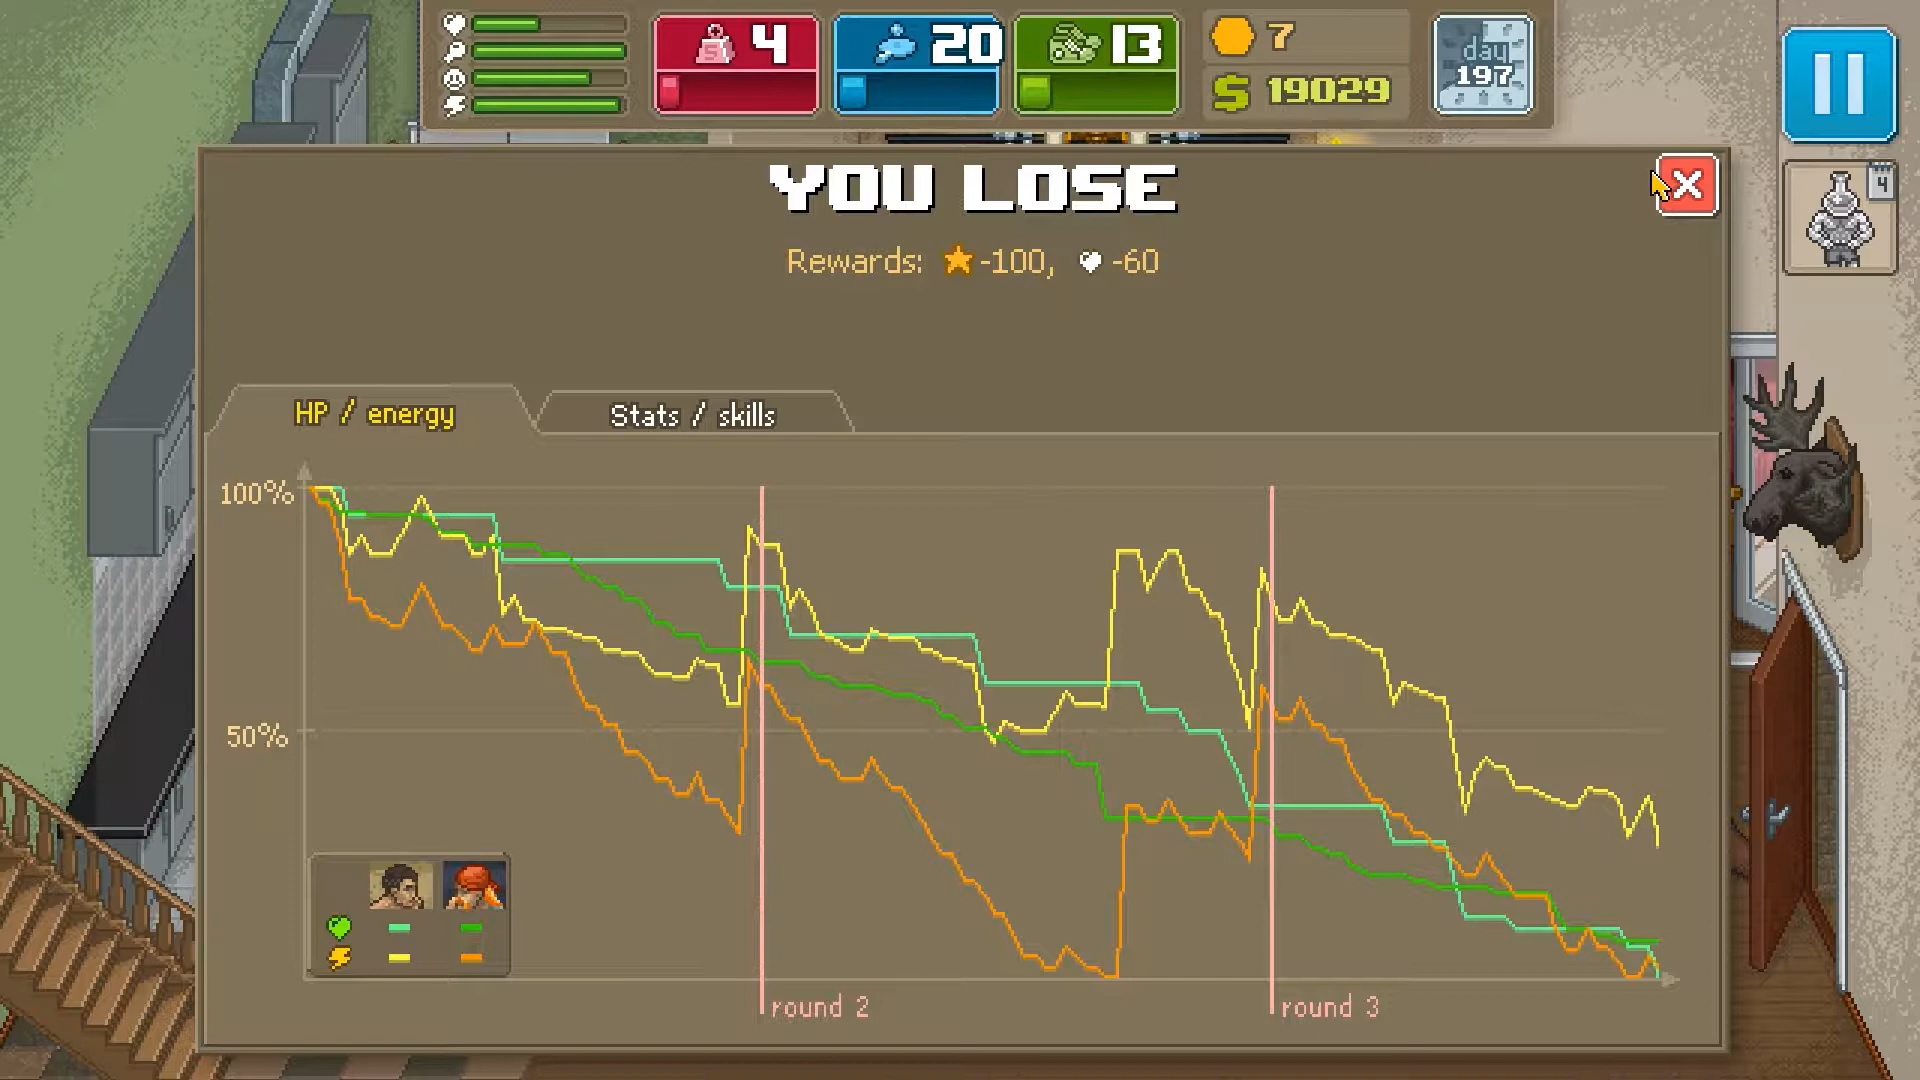 4
20
13
7
19029
day
197
4
YOU LOSE
Rewards: -100, -60
HP / energy
Stats / skills
100%
50%
round 2
round 3